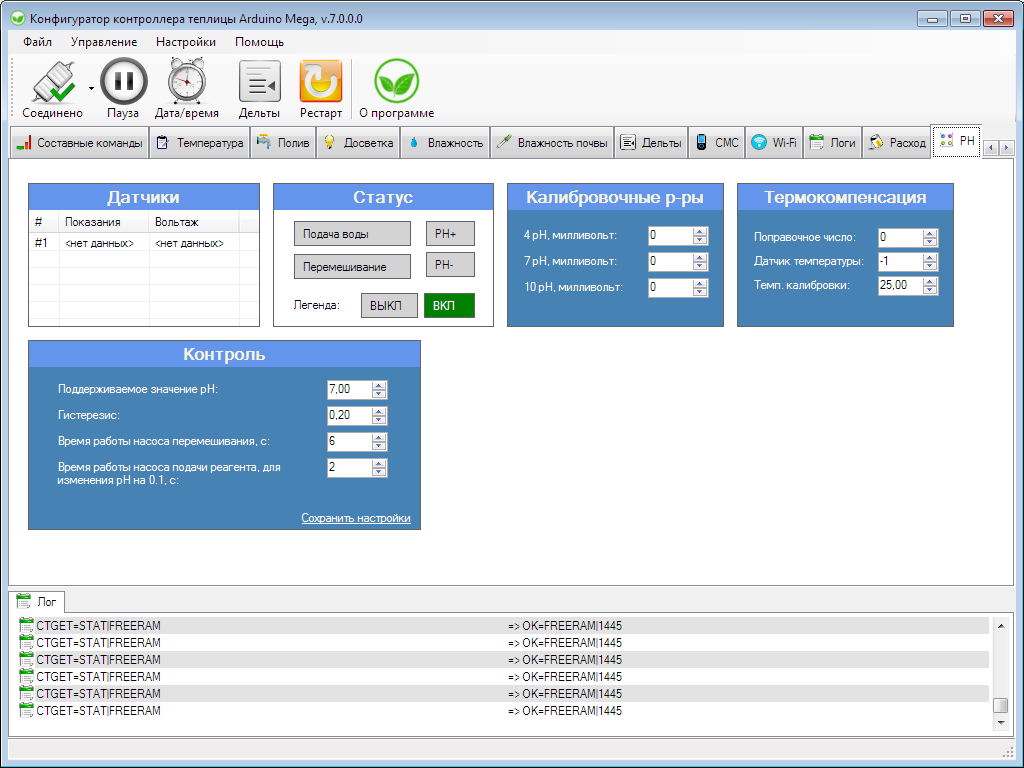 Конфигуратор контроллера теплицы Arduino Mega, v.7.0.0.0
Файл Управление Настройки Помощь
Соединено Пауза Дата/время Дельты Рестарт О программе
Составные команды Температура Полив Досветка Влажность Влажность почвы Дельты СМС Wi-Fi Логи Расход PH
Датчики
# Показания Вольтаж
#1 <нет данных> <нет данных>
Статус
Подача воды PH+
Перемешивание PH-
Легенда: ВЫКЛ ВКЛ
Калибровочные р-ры
4 pH, милливольт: 0
7 pH, милливольт: 0
10 pH, милливольт: 0
Термокомпенсация
Поправочное число: 0
Датчик температуры: -1
Темп. калибровки: 25,00
Контроль
Поддерживаемое значение pH: 7,00
Гистерезис: 0,20
Время работы насоса перемешивания, с: 6
Время работы насоса подачи реагента, для 2
изменения pH на 0.1, с:
Сохранить настройки
Лог
CTGET=STAT|FREERAM => OK=FREERAM|1445
CTGET=STAT|FREERAM => OK=FREERAM|1445
CTGET=STAT|FREERAM => OK=FREERAM|1445
CTGET=STAT|FREERAM => OK=FREERAM|1445
CTGET=STAT|FREERAM => OK=FREERAM|1445
CTGET=STAT|FREERAM => OK=FREERAM|1445